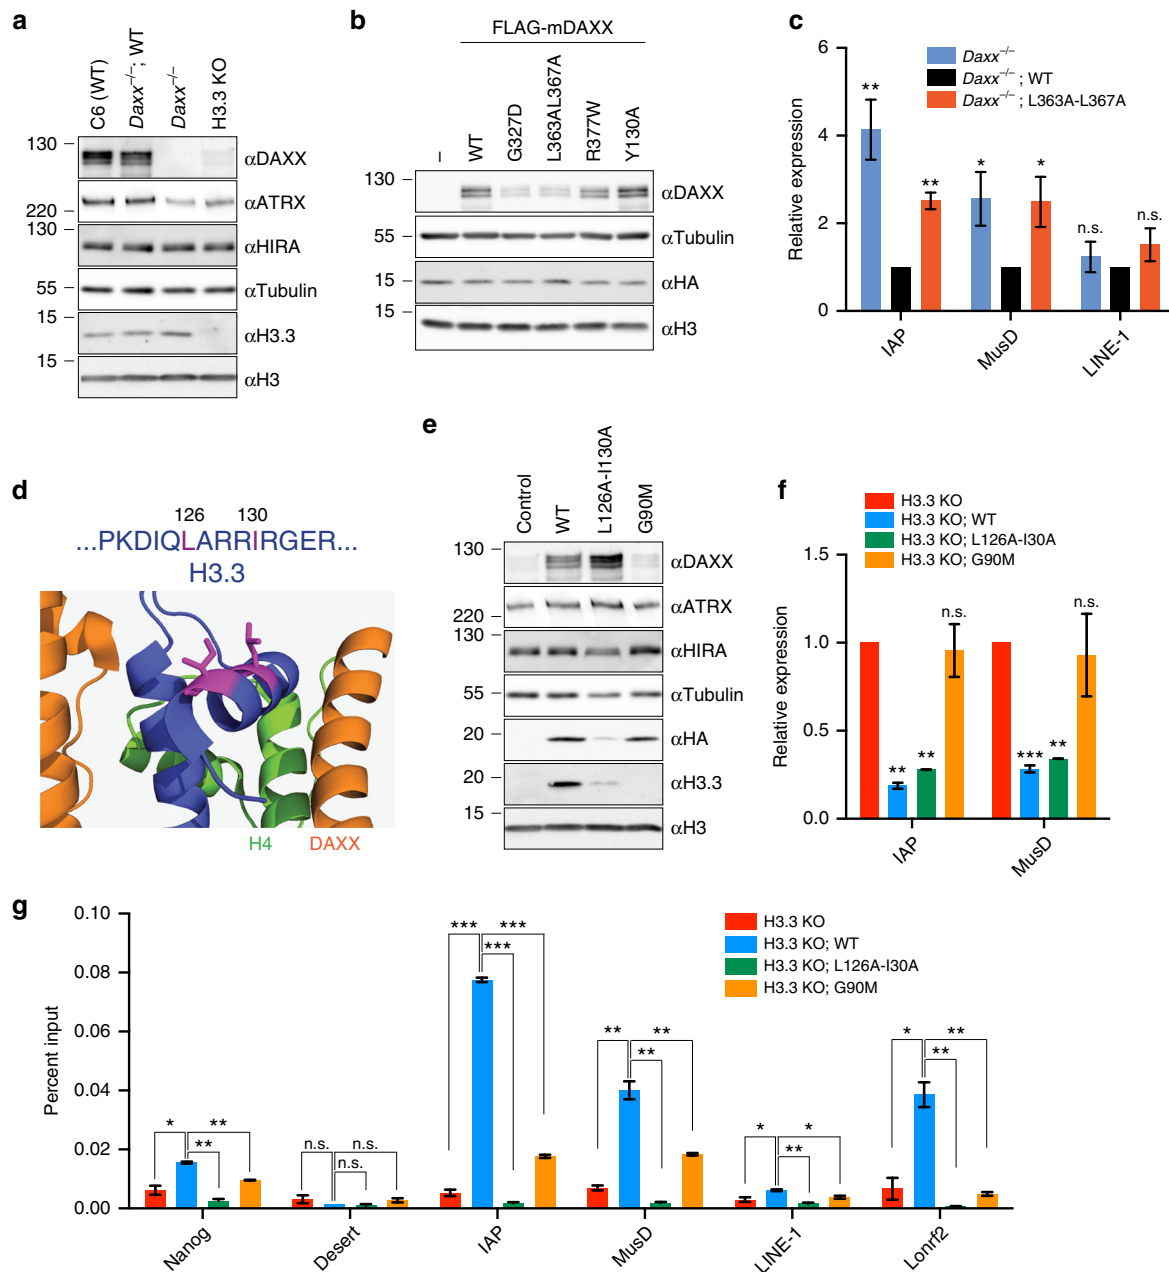 a
C6 (WT)
Daxx−/−; WT
Daxx−/−
H3.3 KO
130
αDAXX
220
αATRX
130
αHIRA
55
αTubulin
15
αH3.3
15
αH3
b
FLAG-mDAXX
–
WT
G327D
L363AL367A
R377W
Y130A
130
αDAXX
55
αTubulin
15
αHA
15
αH3
c
Relative expression
6
4
2
0
Daxx−/−
Daxx−/− ; WT
Daxx−/− ; L363A-L367A
**
**
*
*
n.s.
n.s.
IAP
MusD
LINE-1
d
126 130
...PKDIQLARRIRGER...
H3.3
H4
DAXX
e
Control
WT
L126A-I130A
G90M
130
αDAXX
220
αATRX
130
αHIRA
55
αTubulin
20
αHA
20
αH3.3
15
αH3
f
H3.3 KO
H3.3 KO; WT
H3.3 KO; L126A-I30A
H3.3 KO; G90M
Relative expression
1.5
1.0
0.5
0.0
**
**
n.s.
***
**
n.s.
IAP
MusD
g
Percent input
0.10
0.08
0.06
0.04
0.02
0.00
H3.3 KO
H3.3 KO; WT
H3.3 KO; L126A-I30A
H3.3 KO; G90M
* **
**
n.s. n.s.
n.s.
*** ***
***
** **
**
* *
**
* **
**
Nanog
Desert
IAP
MusD
LINE-1
Lonrf2